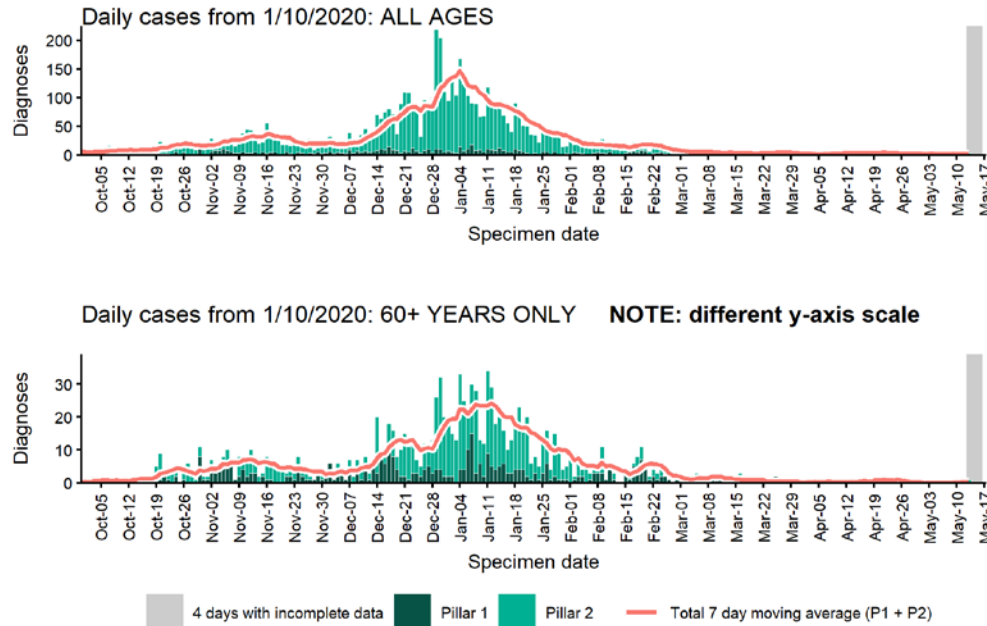 Daily cases from 1/10/2020: ALL AGES
Diagnoses
200
150
100
50
0
Oct-05
Oct-12
Oct-19
Oct-26
Nov-02
Nov-09
Nov-16
Nov-23
Nov-30
Dec-07
Dec-14
Dec-21
Dec-28
Jan-04
Jan-11
Jan-18
Jan-25
Feb-01
Feb-08
Feb-15
Feb-22
Mar-01
Mar-08
Mar-15
Mar-22
Mar-29
Apr-05
Apr-12
Apr-19
Apr-26
May-03
May-10
May-17
Specimen date
Daily cases from 1/10/2020: 60+ YEARS ONLY NOTE: different y-axis scale
Diagnoses
30
20
10
0
Oct-05
Oct-12
Oct-19
Oct-26
Nov-02
Nov-09
Nov-16
Nov-23
Nov-30
Dec-07
Dec-14
Dec-21
Dec-28
Jan-04
Jan-11
Jan-18
Jan-25
Feb-01
Feb-08
Feb-15
Feb-22
Mar-01
Mar-08
Mar-15
Mar-22
Mar-29
Apr-05
Apr-12
Apr-19
Apr-26
May-03
May-10
May-17
Specimen date
4 days with incomplete data Pillar 1 Pillar 2 Total 7 day moving average (P1 + P2)